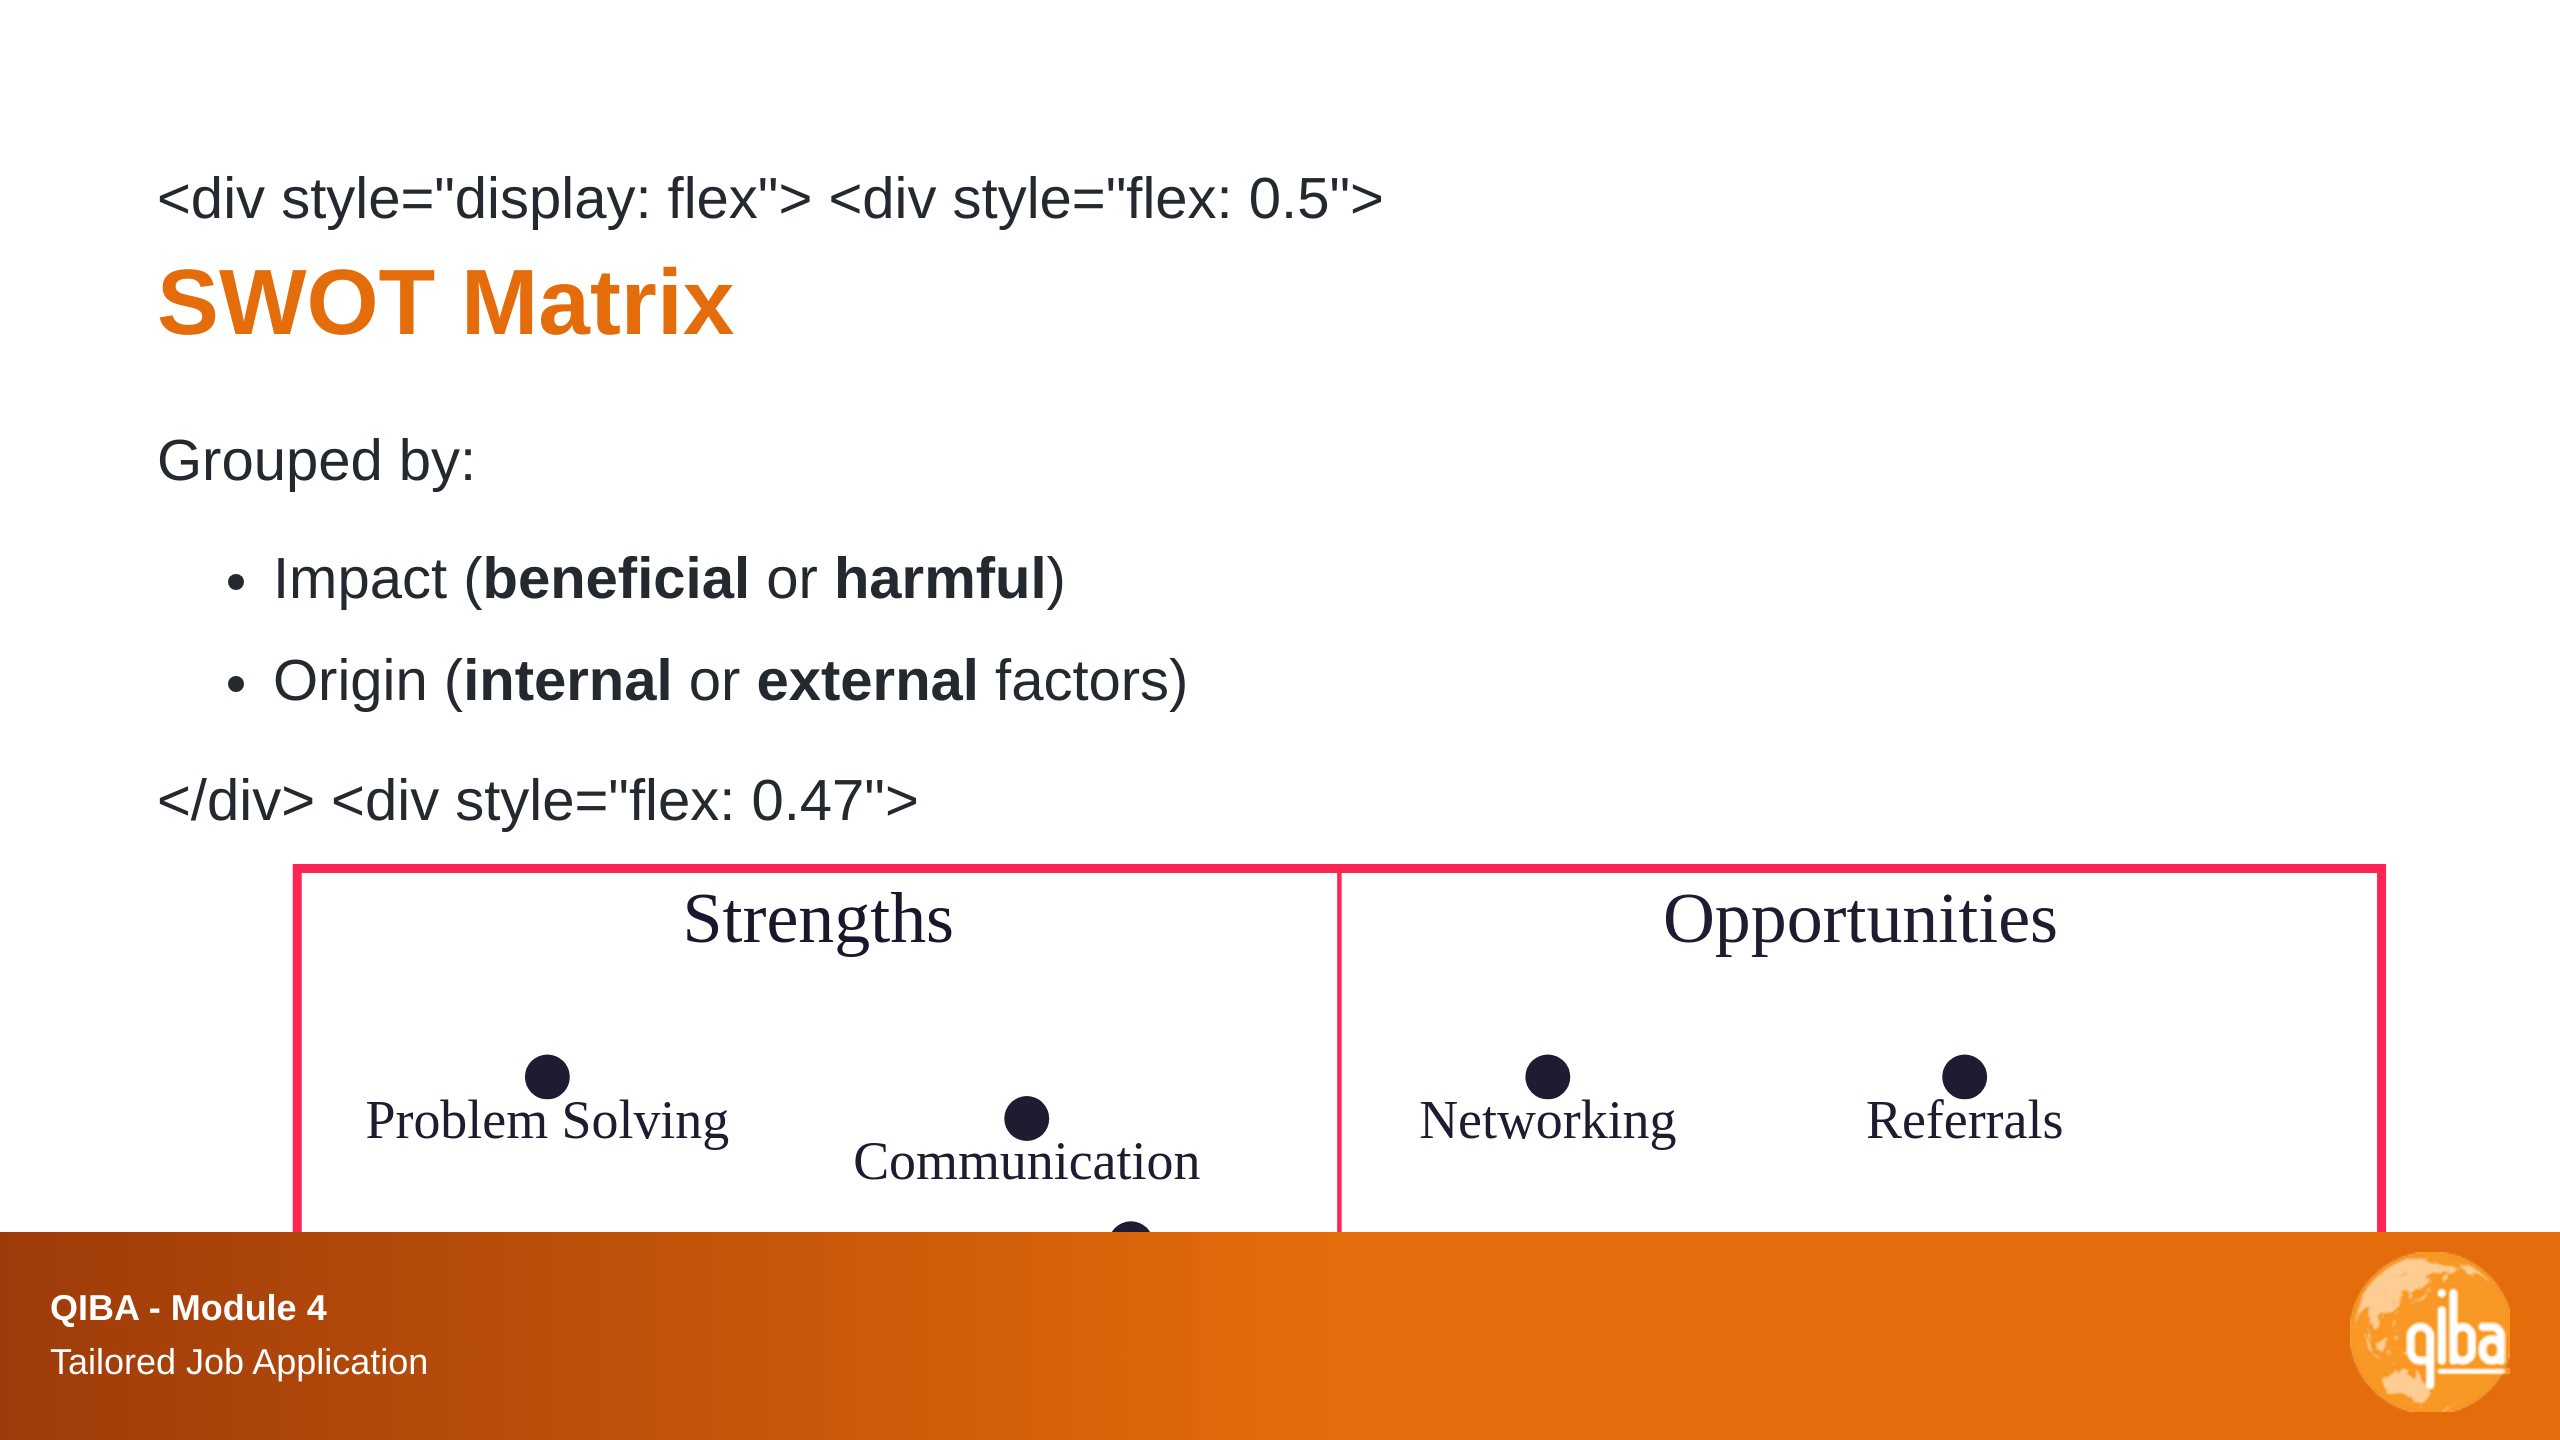 <div style="display: flex"> <div style="flex: 0.5">
SWOT Matrix
Grouped by:
• Impact (beneficial or harmful)
• Origin (internal or external factors)
</div> <div style="flex: 0.47">
Strengths
Opportunities
Problem Solving
Communication
Networking
Referrals
QIBA - Module 4
Tailored Job Application
qiba